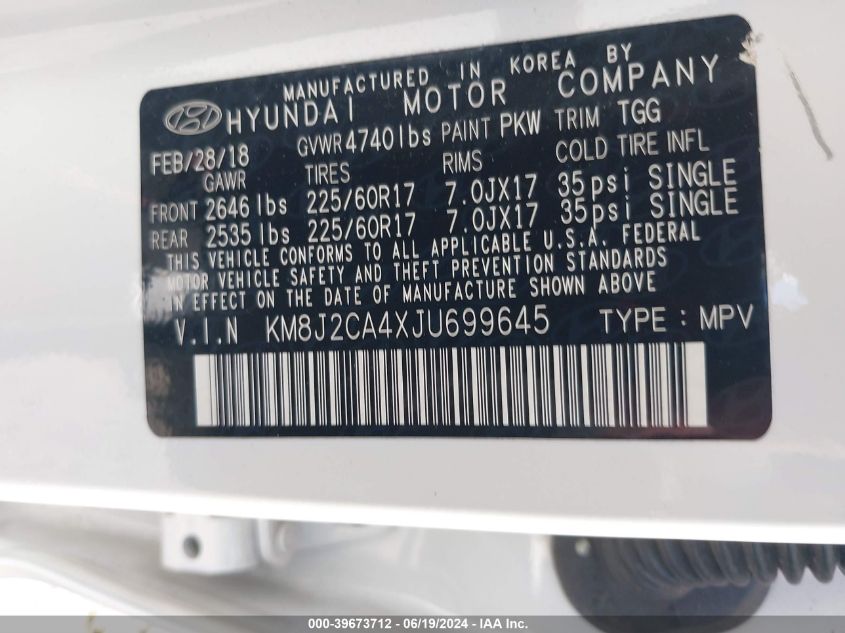 MANUFACTURED IN KOREA BY
HYUNDAI MOTOR COMPANY
FEB/28/18 GVWR 4740 lbs PAINT PKW TRIM TGG
GAWR TIRES RIMS COLD TIRE INFL
FRONT 2646 lbs 225/60R17 7.0JX17 35 psi SINGLE
REAR 2535 lbs 225/60R17 7.0JX17 35 psi SINGLE
THIS VEHICLE CONFORMS TO ALL APPLICABLE U.S.A. FEDERAL
MOTOR VEHICLE SAFETY AND THEFT PREVENTION STANDARDS
IN EFFECT ON THE DATE OF MANUFACTURE SHOWN ABOVE
V.I.N KM8J2CA4XJU699645 TYPE : MPV
000-39673712 - 06/19/2024 - IAA Inc.